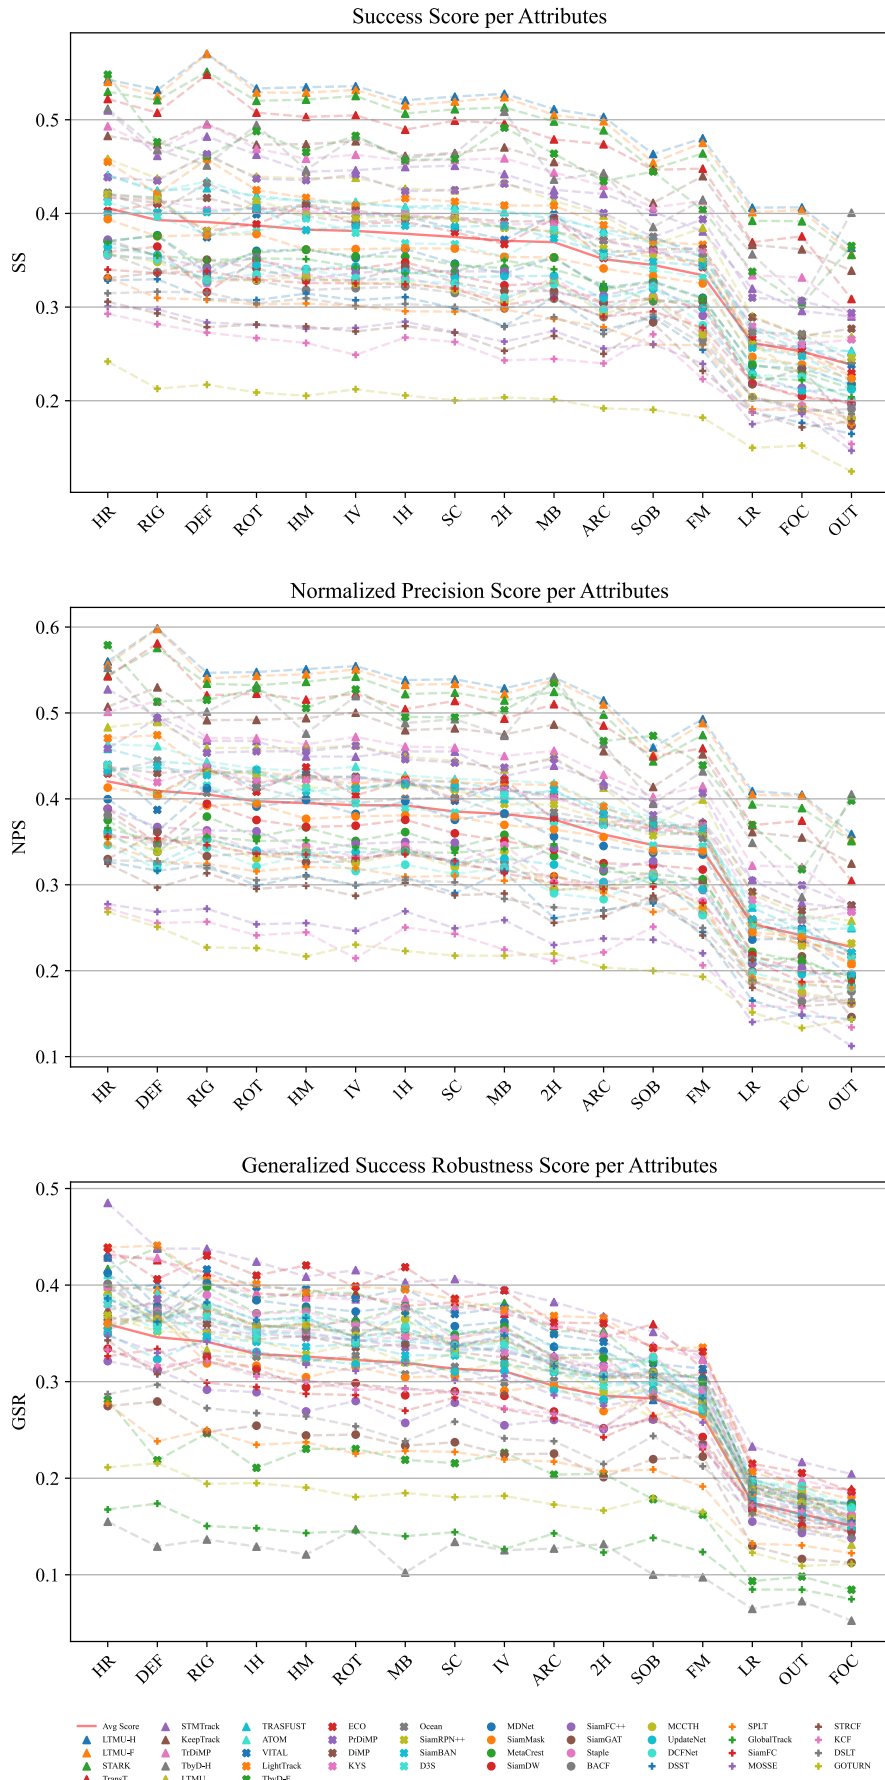 Success Score per Attributes
SS
0.5
0.4
0.3
0.2
HR RIG DEF ROT HM IV 1H SC 2H MB ARC SOB FM LR FOC OUT
Normalized Precision Score per Attributes
NPS
0.6
0.5
0.4
0.3
0.2
0.1
HR DEF RIG ROT HM IV 1H SC MB 2H ARC SOB FM LR FOC OUT
Generalized Success Robustness Score per Attributes
GSR
0.5
0.4
0.3
0.2
0.1
HR DEF RIG 1H HM ROT MB SC IV ARC 2H SOB FM LR OUT FOC
Avg Score STMTrack TRASFUST ECO Ocean MDNet SiamFC++ MCCTH SPLT STRCF
LTMU-H KeepTrack ATOM PrDiMP SiamRPN++ SiamMask SiamGAT UpdateNet GlobalTrack KCF
LTMU-F TrDiMP VITAL DiMP SiamBAN MetaCrest Staple DCFNet SiamFC DSLT
STARK TbyD-H LightTrack KYS D3S SiamDW BACF DSST MOSSE GOTURN
TransT LTMU TbyD-F